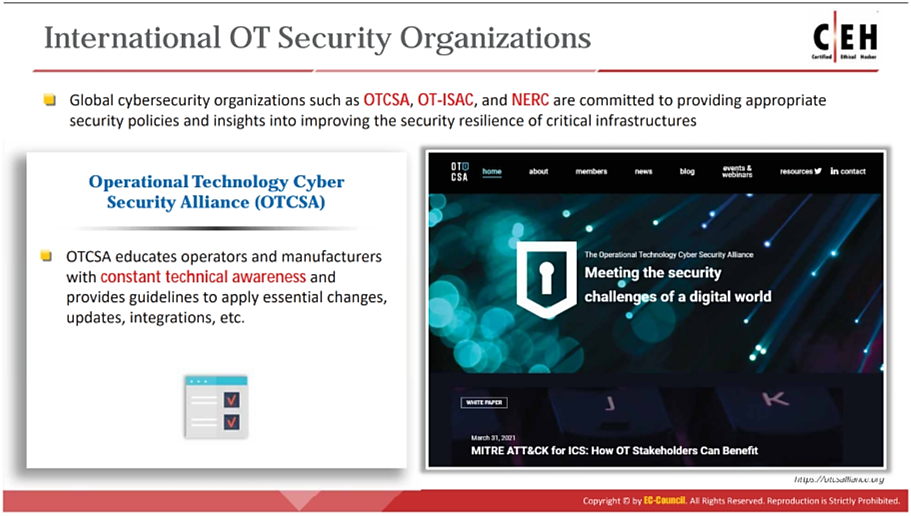 International OT Security Organizations
C|EH
Certified Ethical Hacker
Global cybersecurity organizations such as OTCSA, OT-ISAC, and NERC are committed to providing appropriate
security policies and insights into improving the security resilience of critical infrastructures
Operational Technology Cyber
Security Alliance (OTCSA)
OTCSA educates operators and manufacturers
with constant technical awareness and
provides guidelines to apply essential changes,
updates, integrations, etc.
OT
CSA
home about members news blog events & webinars resources in contact
The Operational Technology Cyber Security Alliance
Meeting the security
challenges of a digital world
J K
WHITE PAPER
March 31, 2021
MITRE ATT&CK for ICS: How OT Stakeholders Can Benefit
https://otcsalliance.org
Copyright © by EC-Council. All Rights Reserved. Reproduction is Strictly Prohibited.